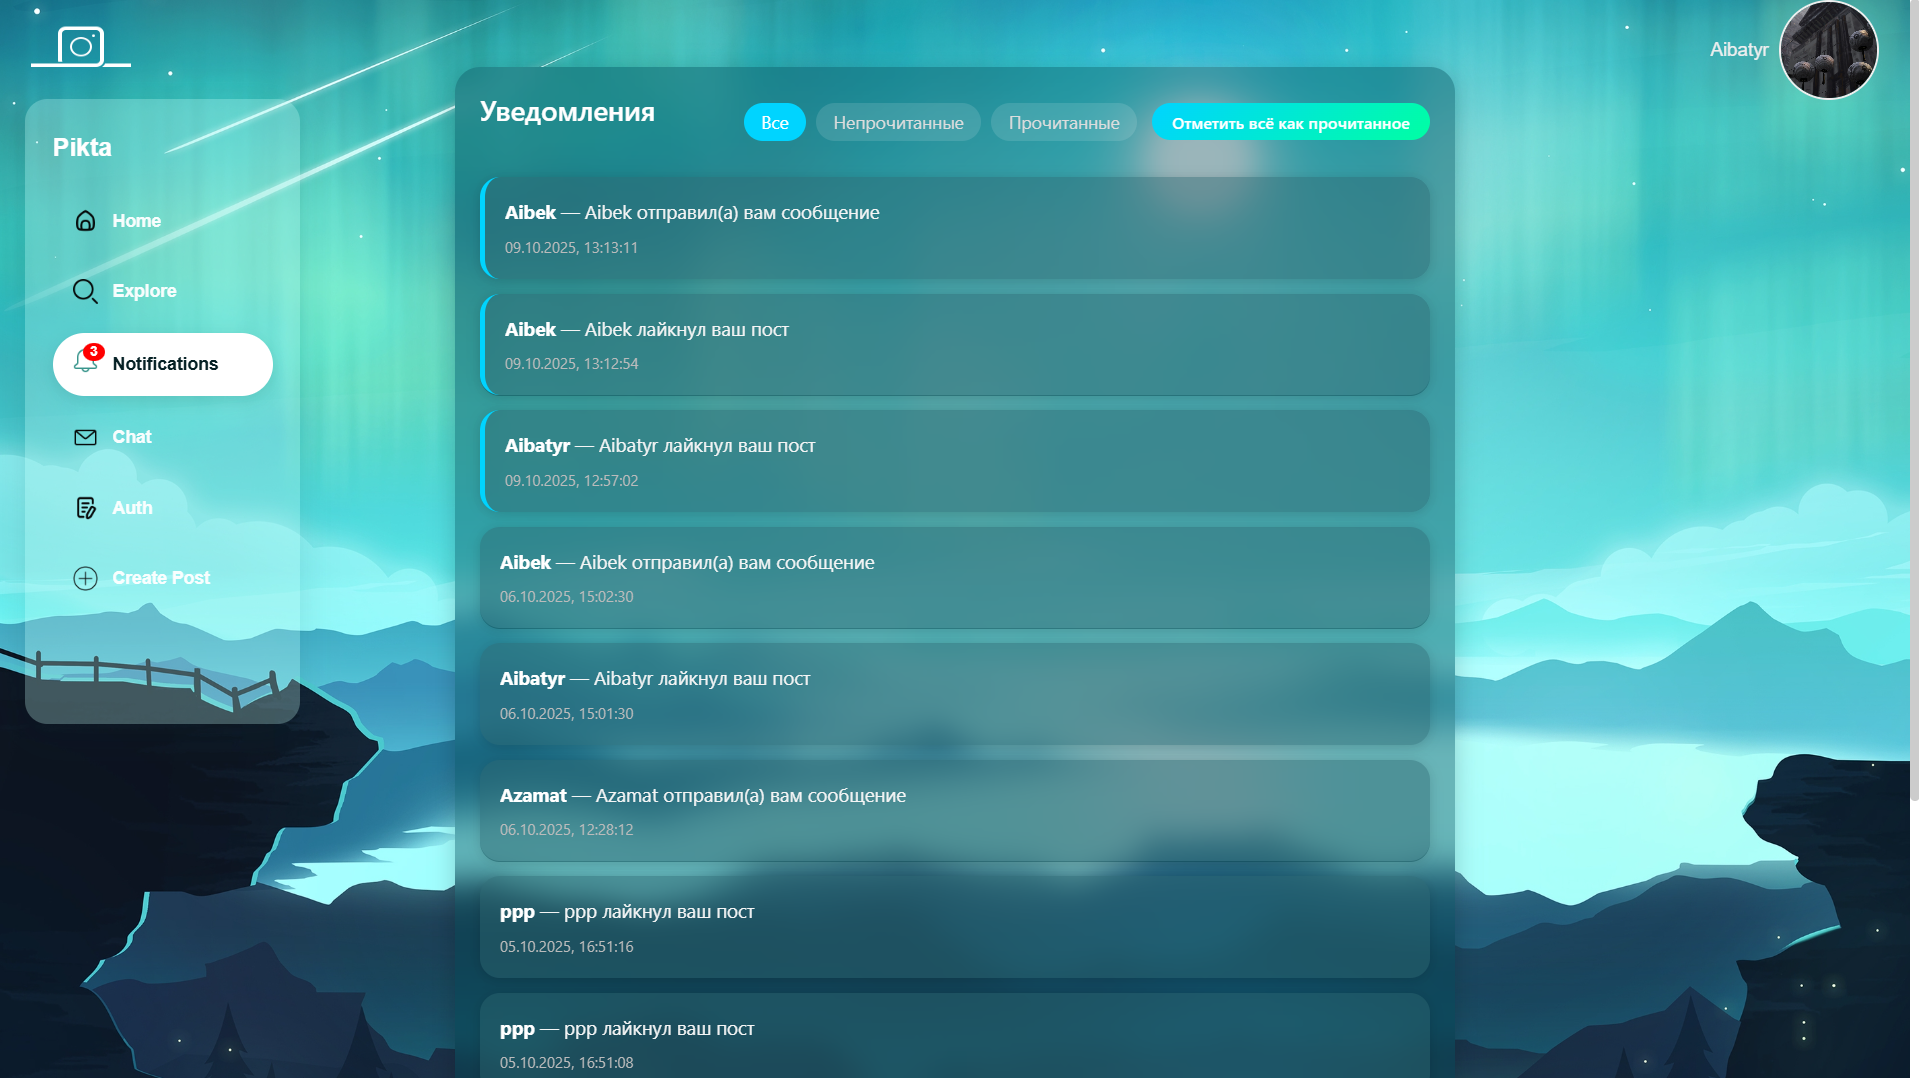 Aibatyr
Pikta
Home
Explore
3
Notifications
Chat
Auth
Create Post
Уведомления
Все
Непрочитанные
Прочитанные
Отметить всё как прочитанное
Aibek — Aibek отправил(а) вам сообщение
09.10.2025, 13:13:11
Aibek — Aibek лайкнул ваш пост
09.10.2025, 13:12:54
Aibatyr — Aibatyr лайкнул ваш пост
09.10.2025, 12:57:02
Aibek — Aibek отправил(а) вам сообщение
06.10.2025, 15:02:30
Aibatyr — Aibatyr лайкнул ваш пост
06.10.2025, 15:01:30
Azamat — Azamat отправил(а) вам сообщение
06.10.2025, 12:28:12
ppp — ppp лайкнул ваш пост
05.10.2025, 16:51:16
ppp — ppp лайкнул ваш пост
05.10.2025, 16:51:08